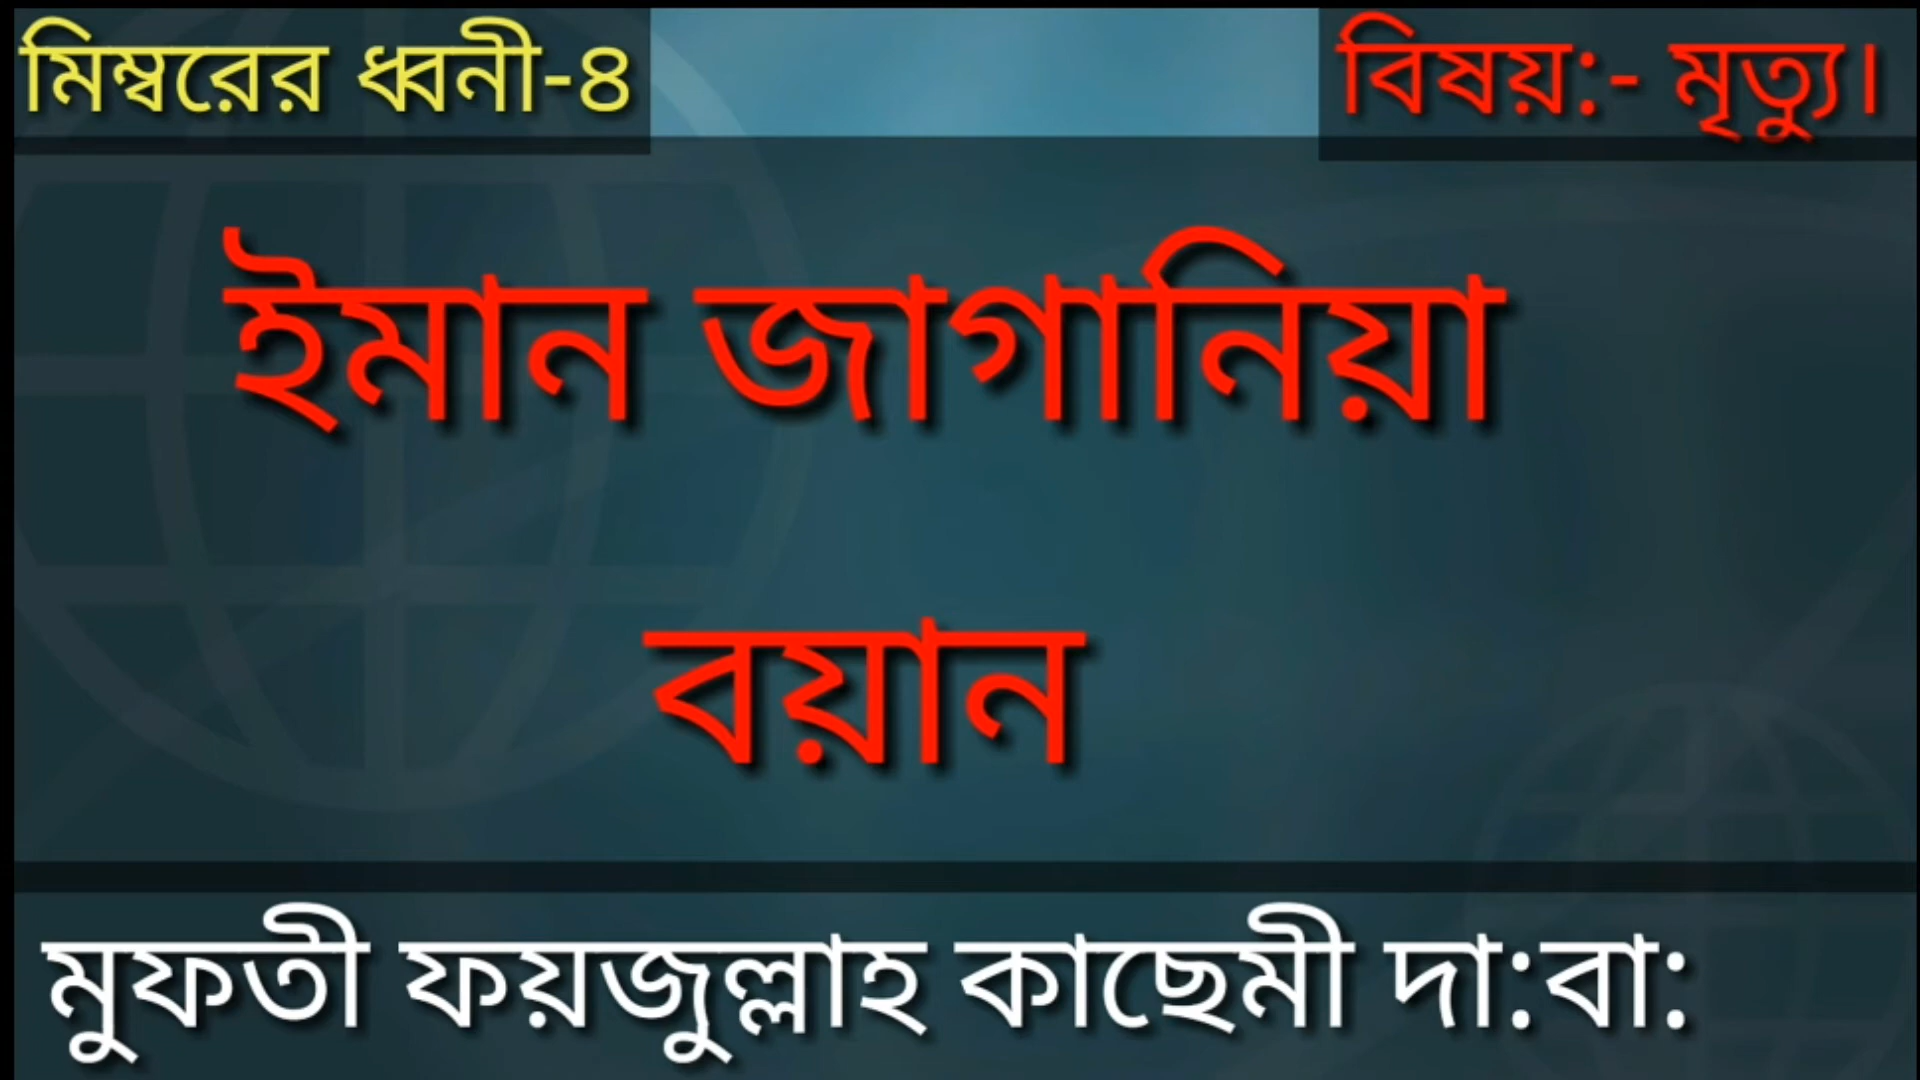 মিম্বরের ধ্বনী-৪
বিষয়:- মৃত্যু।
ইমান জাগানিয়া
বয়ান
মুফতী ফয়জুল্লাহ কাছেমী দা:বা: